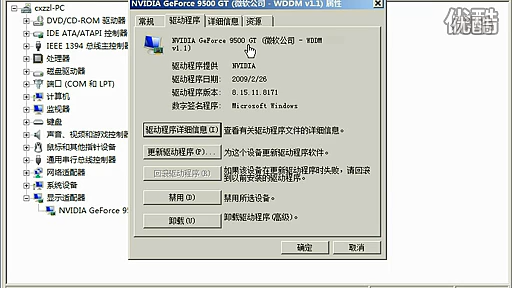 cxzzl-PC
DVD/CD-ROM 驱动器
IDE ATA/ATAPI 控制器
IEEE 1394 总线主控制器
处理器
磁盘驱动器
端口 (COM 和 LPT)
计算机
监视器
键盘
声音、视频和游戏控制器
鼠标和其他指针设备
通用串行总线控制器
网络适配器
系统设备
显示适配器
NVIDIA GeForce 95
NVIDIA GeForce 9500 GT (微软公司 - WDDM v1.1) 属性
常规 驱动程序 详细信息 资源
NVIDIA GeForce 9500 GT (微软公司 - WDDM
v1.1)
驱动程序提供 NVIDIA
驱动程序日期: 2009/2/26
驱动程序版本: 8.15.11.8171
数字签名程序: Microsoft Windows
驱动程序详细信息(I) 查看有关驱动程序文件的详细信息。
更新驱动程序(P)... 为这个设备更新驱动程序软件。
回滚驱动程序(R) 如果该设备在更新驱动程序时失败，请回滚
到以前安装的驱动程序。
禁用(D) 禁用所选设备。
卸载(U) 卸载驱动程序(高级)。
确定 取消
优酷